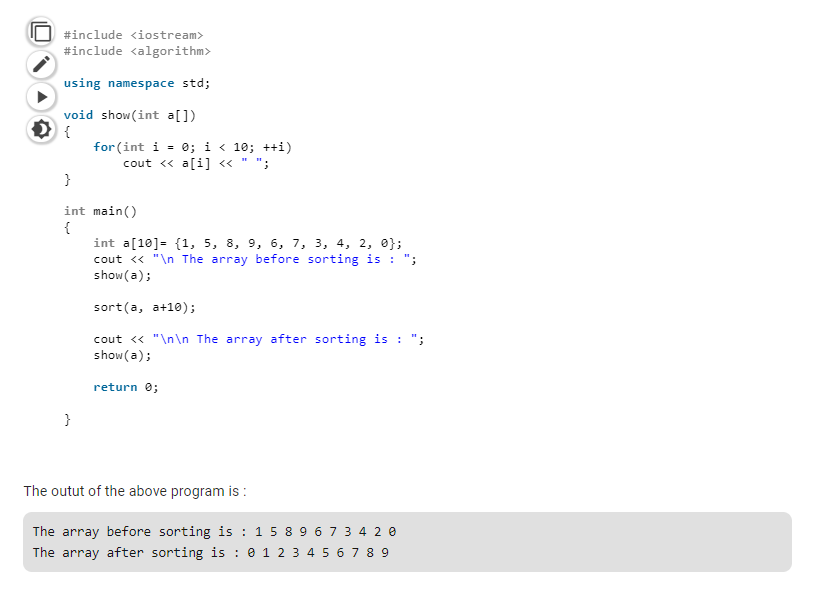 #include <iostream>
#include <algorithm>
using namespace std;
void show(int a[])
{
for(int i = 0; i < 10; ++i)
cout << a[i] << " ";
}
int main()
{
int a[10]= {1, 5, 8, 9, 6, 7, 3, 4, 2, 0};
cout << "\n The array before sorting is : ";
show(a);
sort(a, a+10);
cout << "\n\n The array after sorting is : ";
show(a);
return 0;
}
The outut of the above program is :
The array before sorting is : 1 5 8 9 6 7 3 4 2 0
The array after sorting is : 0 1 2 3 4 5 6 7 8 9